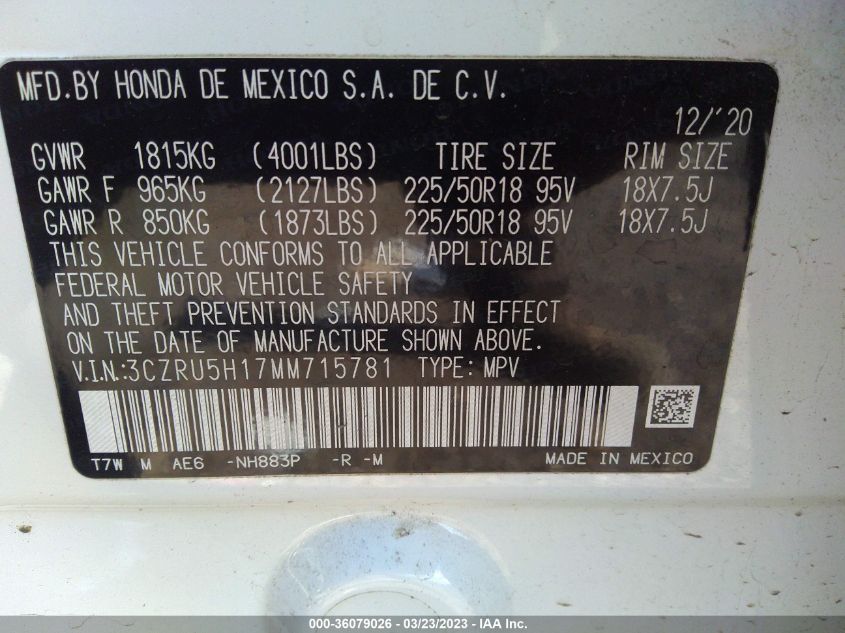 MFD.BY HONDA DE MEXICO S.A. DE C.V.
12/'20
GVWR 1815KG (4001LBS) TIRE SIZE RIM SIZE
GAWR F 965KG (2127LBS) 225/50R18 95V 18X7.5J
GAWR R 850KG (1873LBS) 225/50R18 95V 18X7.5J
THIS VEHICLE CONFORMS TO ALL APPLICABLE
FEDERAL MOTOR VEHICLE SAFETY
AND THEFT PREVENTION STANDARDS IN EFFECT
ON THE DATE OF MANUFACTURE SHOWN ABOVE.
V.I.N.:3CZRU5H17MM715781 TYPE: MPV
T7W M AE6 -NH883P -R -M MADE IN MEXICO
000-36079026 - 03/23/2023 - IAA Inc.